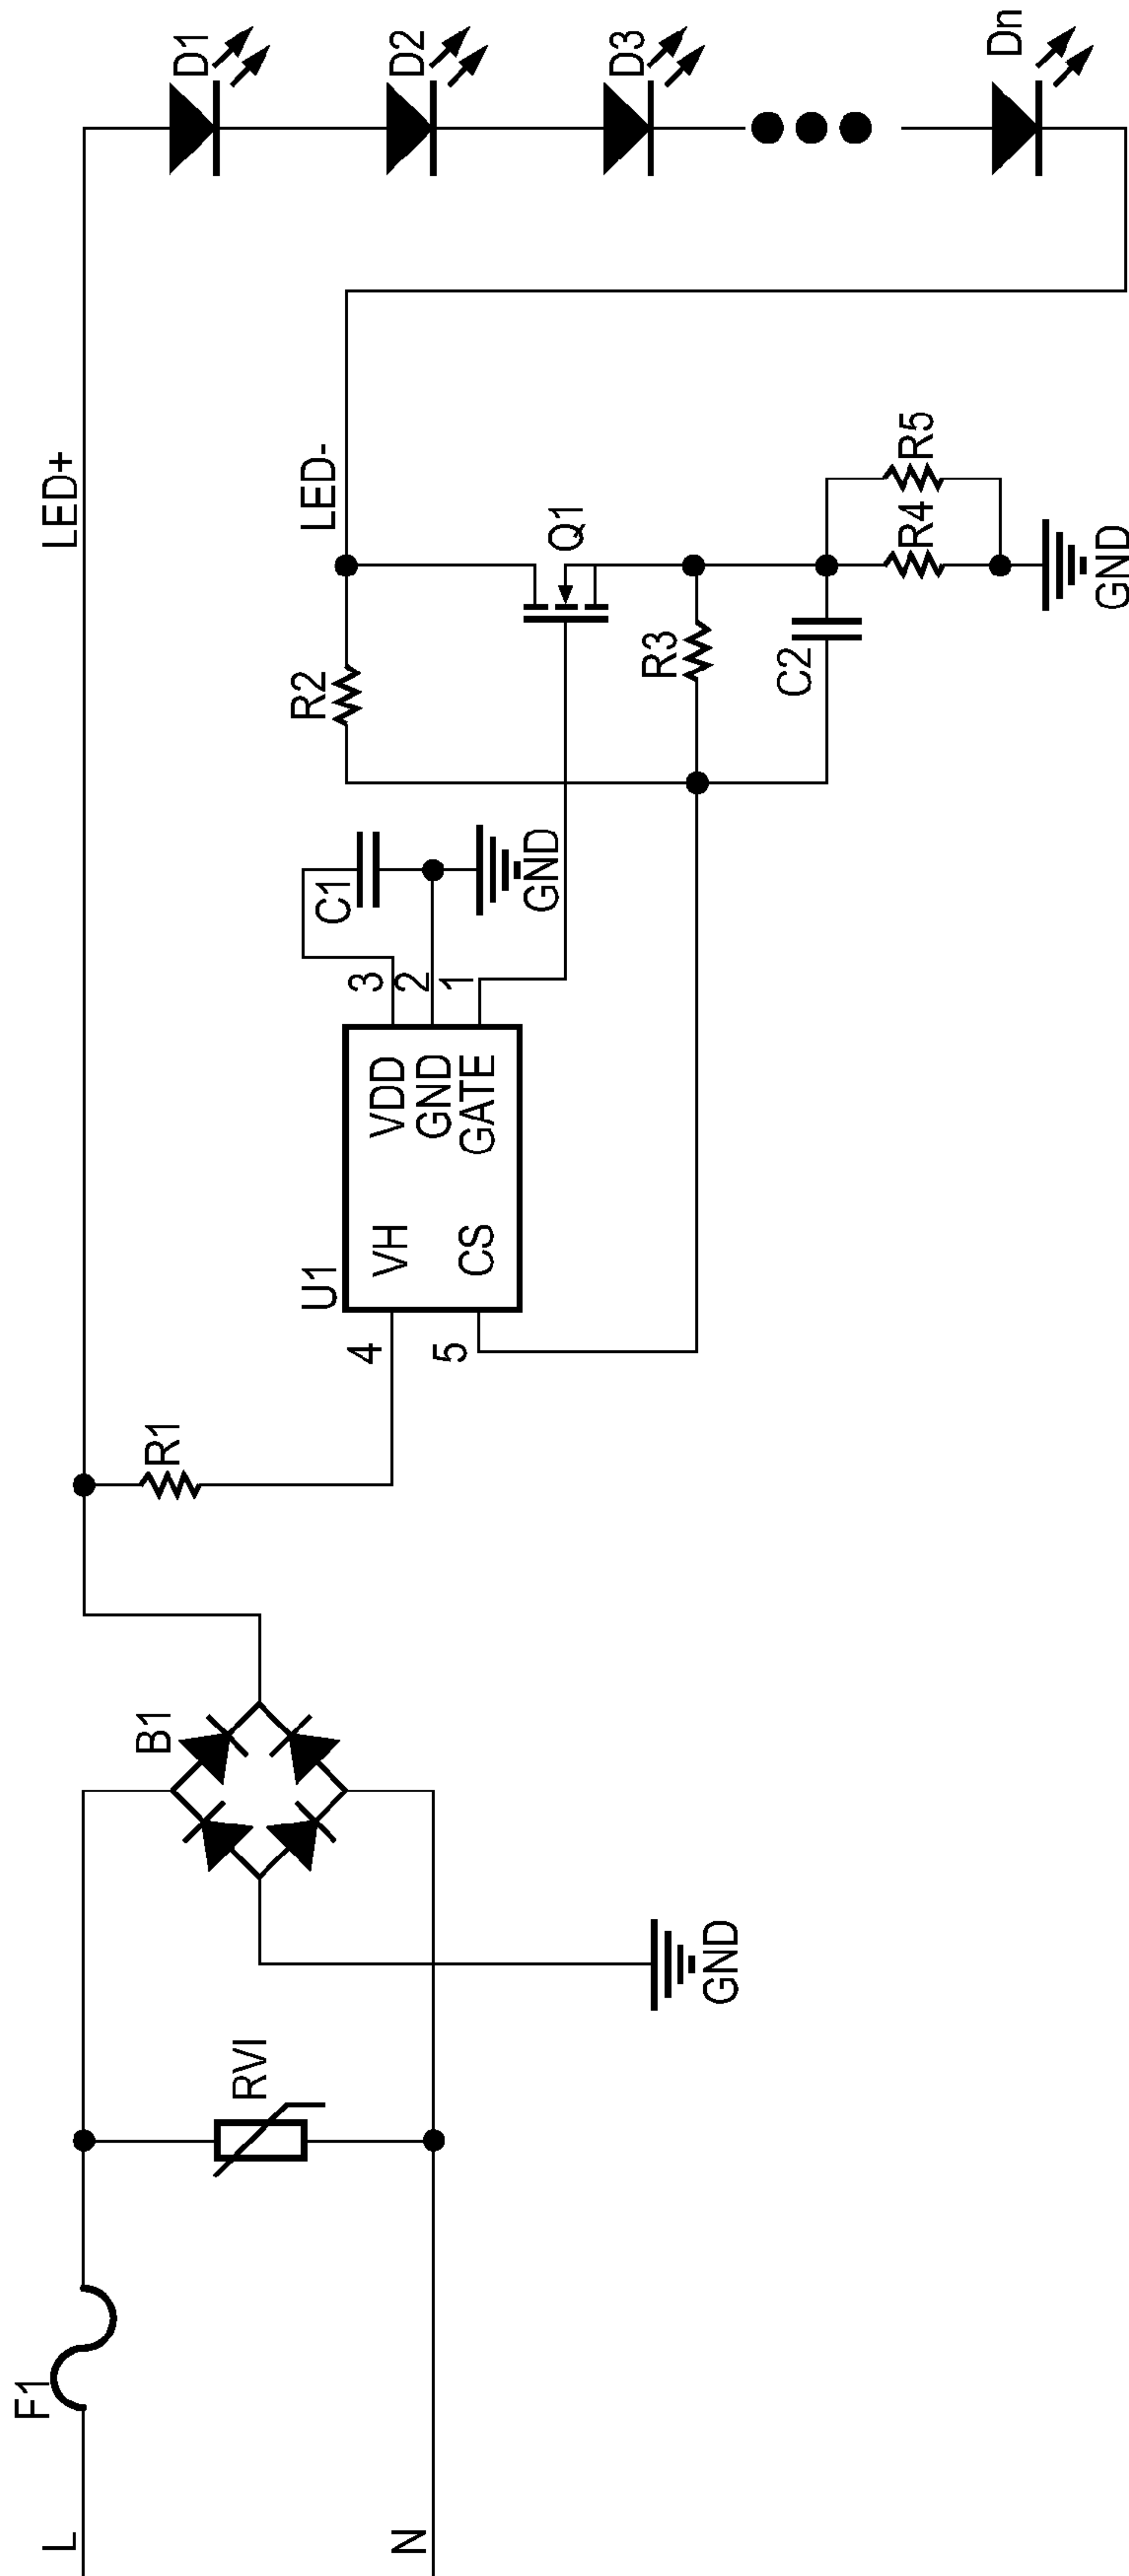 L
F1
RVI
N
B1
GND
R1
LED+
U1
4
VH
VDD
3
GND
2
5
CS
GATE
1
C1
GND
LED-
R2
Q1
R3
C2
R4
R5
GND
D1
D2
D3
Dn